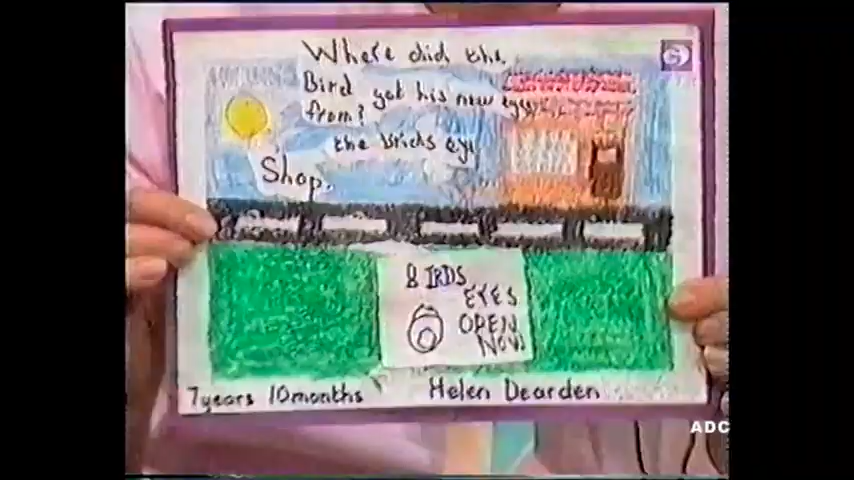 Where did the
Bird get his new eyes
from?
the birds eye
Shop.
BIRDS
EYES
OPEN
NOW
7years 10months
Helen Dearden
ADC